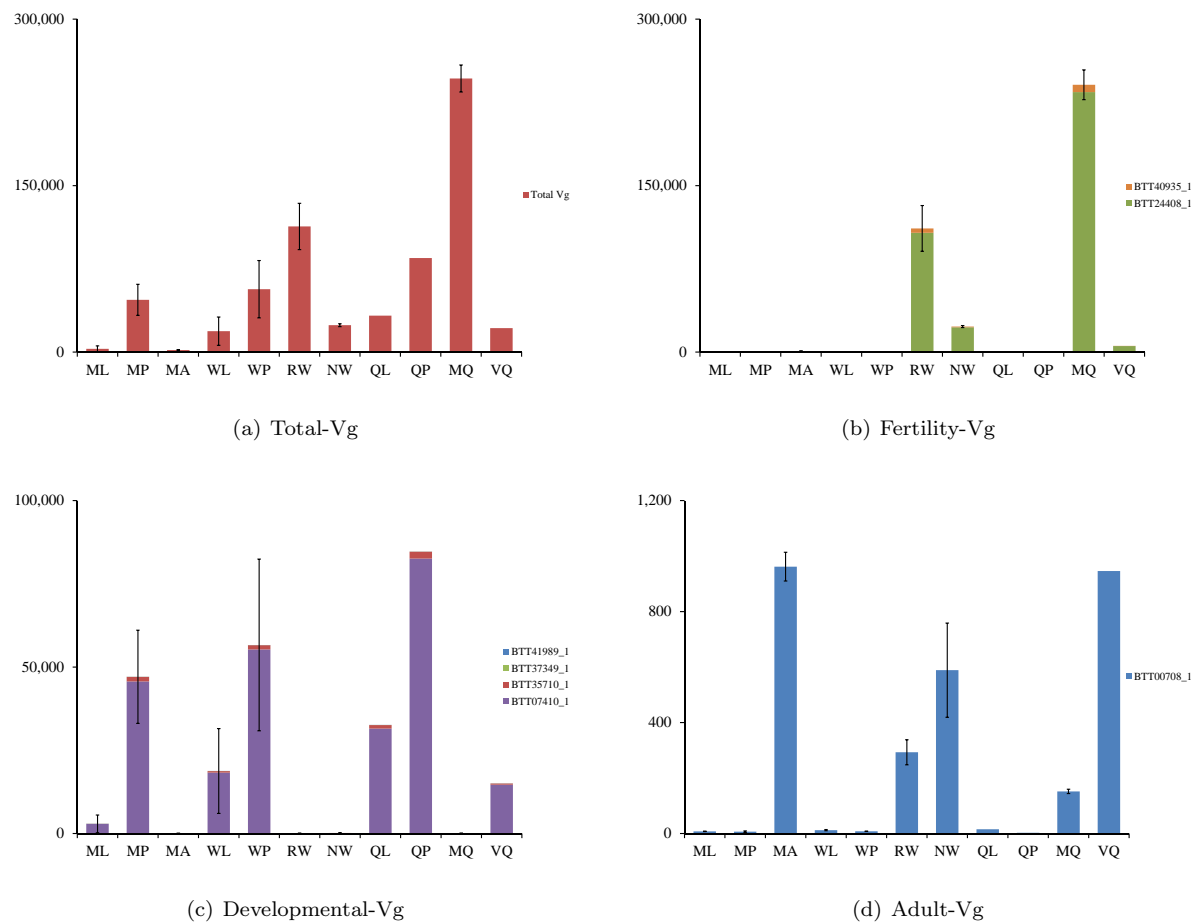 300,000
150,000
0
ML MP MA WL WP RW NW QL QP MQ VQ
Total Vg
(a) Total-Vg
300,000
150,000
0
ML MP MA WL WP RW NW QL QP MQ VQ
BTT40935_1
BTT24408_1
(b) Fertility-Vg
100,000
50,000
0
ML MP MA WL WP RW NW QL QP MQ VQ
BTT41989_1
BTT37349_1
BTT35710_1
BTT07410_1
(c) Developmental-Vg
1,200
800
400
0
ML MP MA WL WP RW NW QL QP MQ VQ
BTT00708_1
(d) Adult-Vg